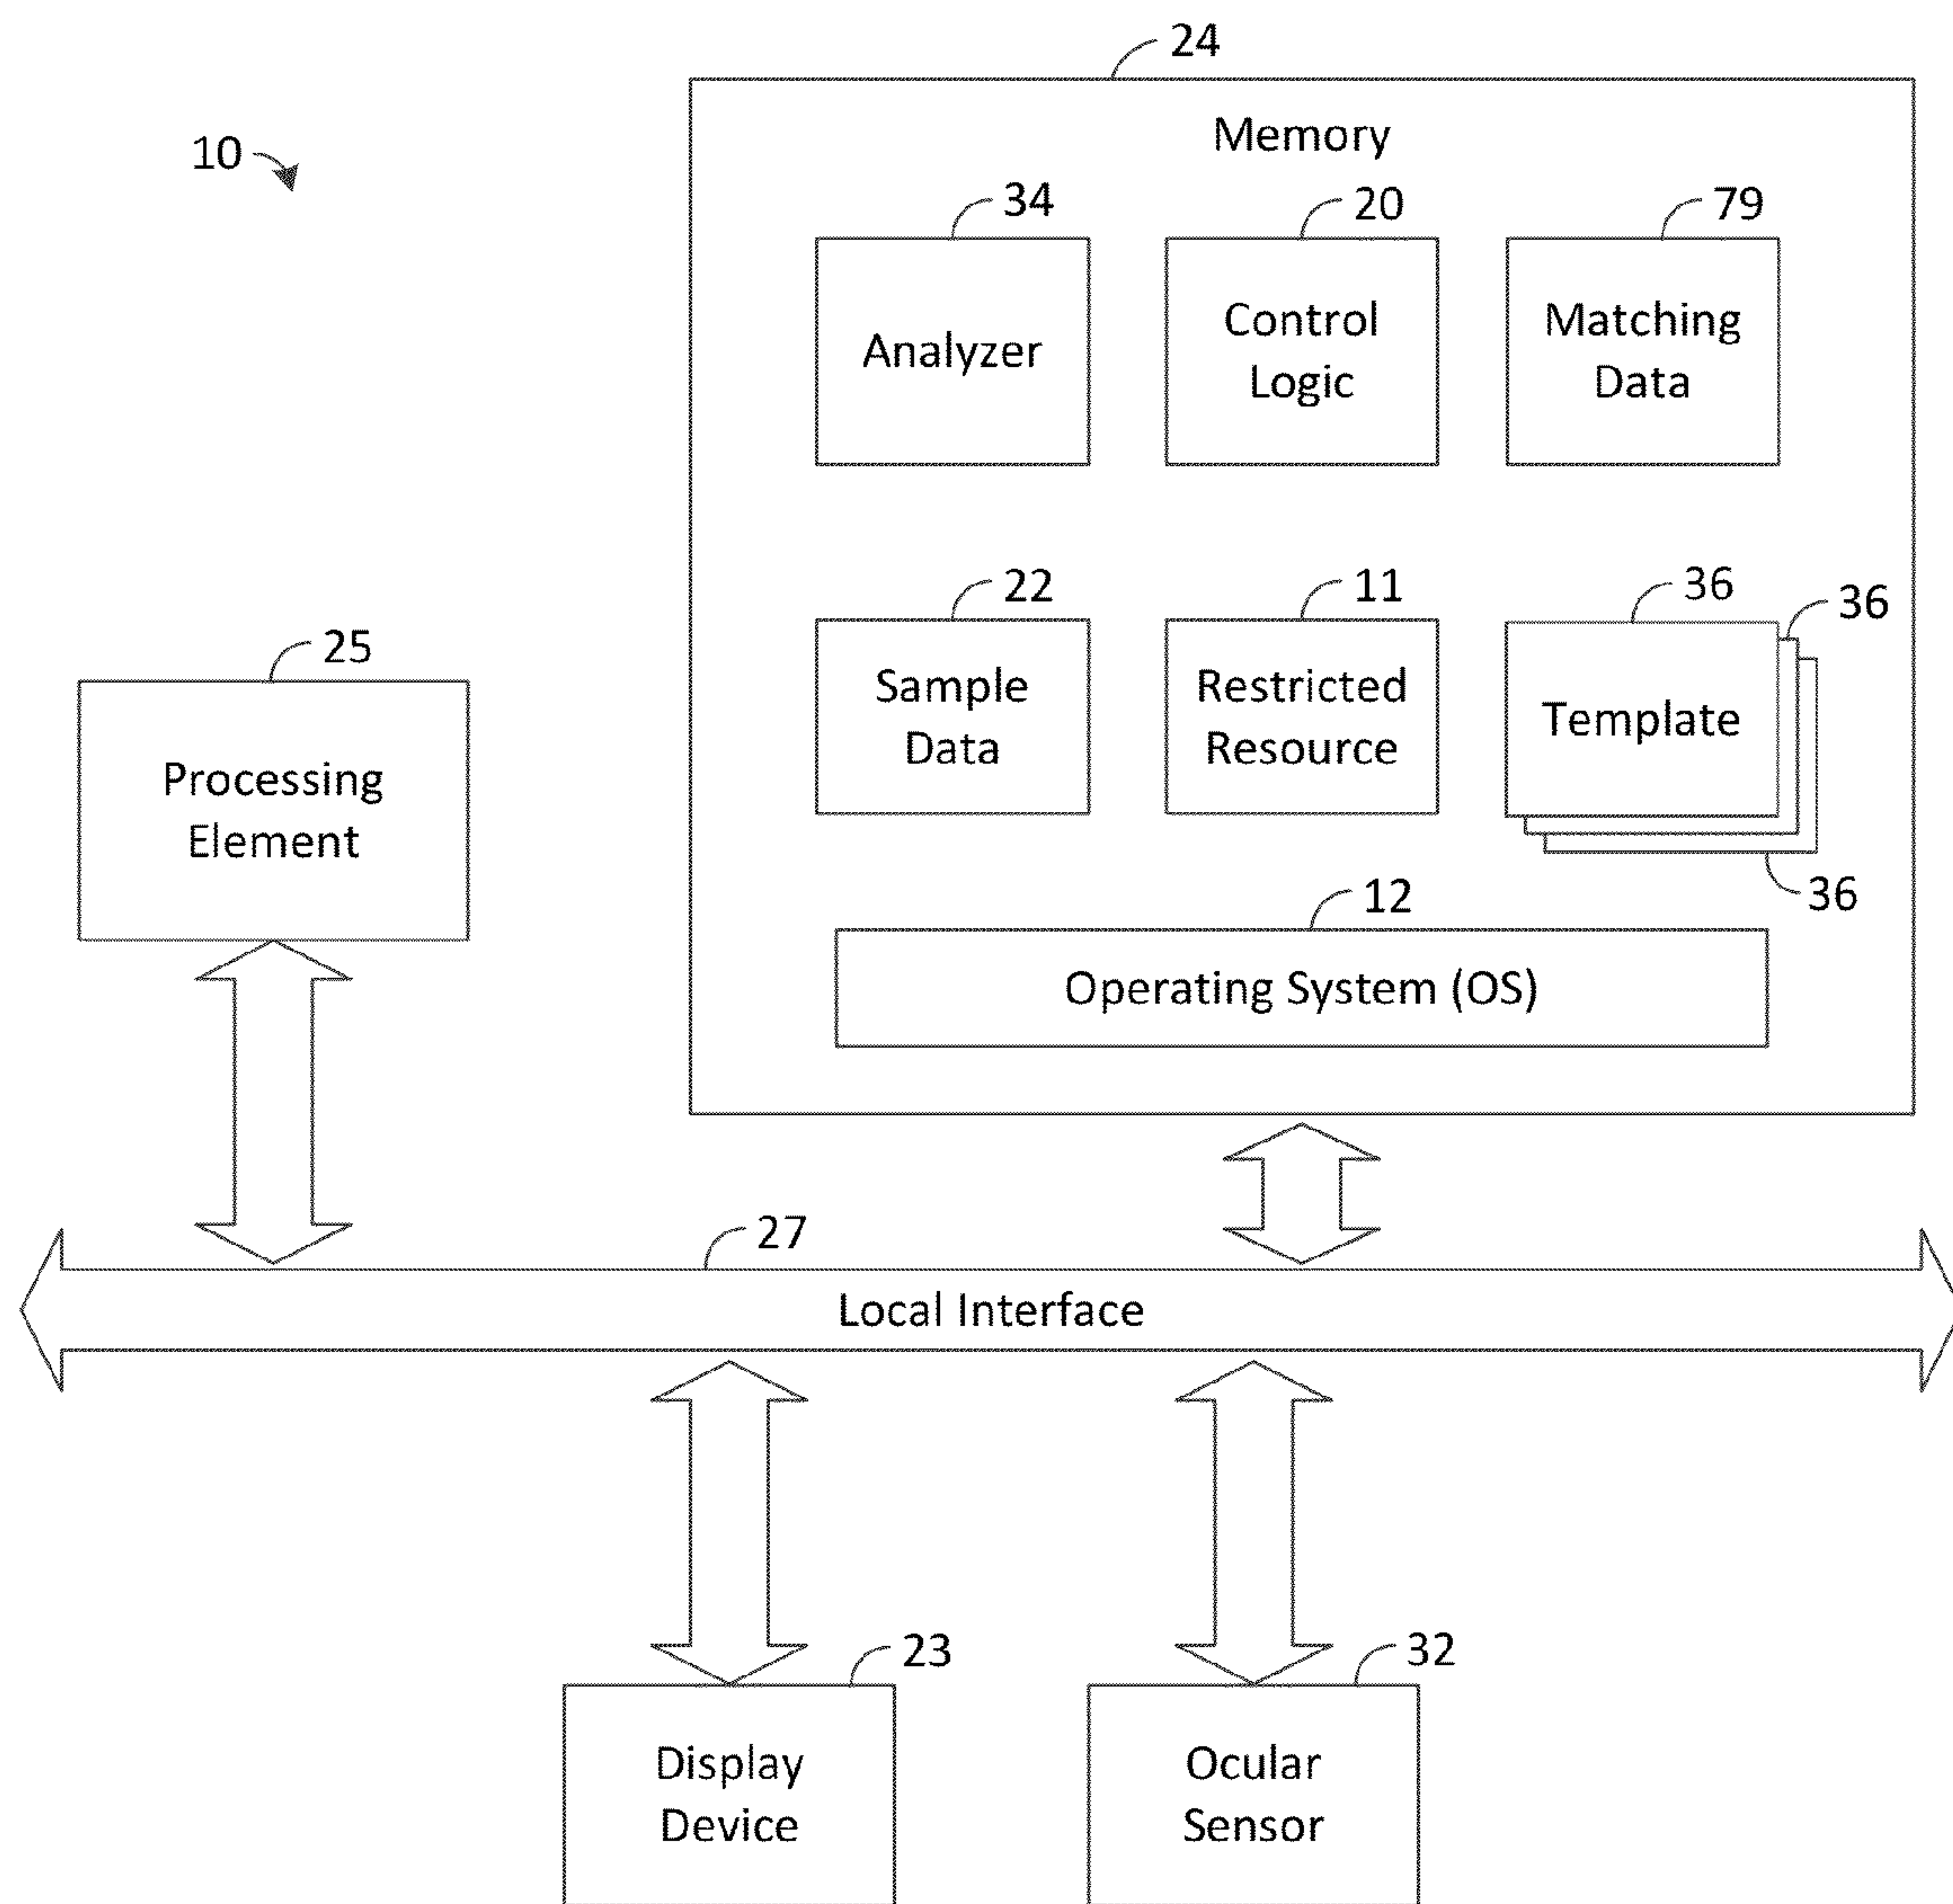 24
Memory
10
34
20
79
Analyzer
Control
Logic
Matching
Data
22
11
36
36
Sample
Data
Restricted
Resource
Template
36
25
Processing
Element
12
Operating System (OS)
27
Local Interface
23
32
Display
Device
Ocular
Sensor